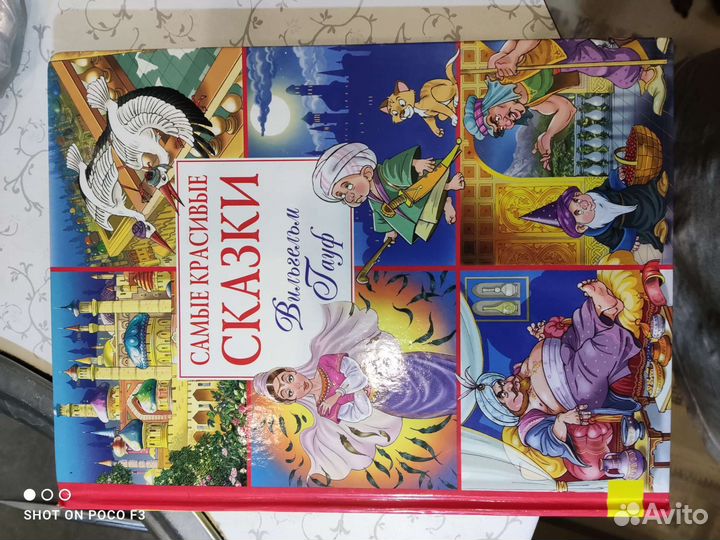 САМЫЕ КРАСИВЫЕ
СКАЗКИ
Вильгельм
Гауф
SHOT ON POCO F3
Avito